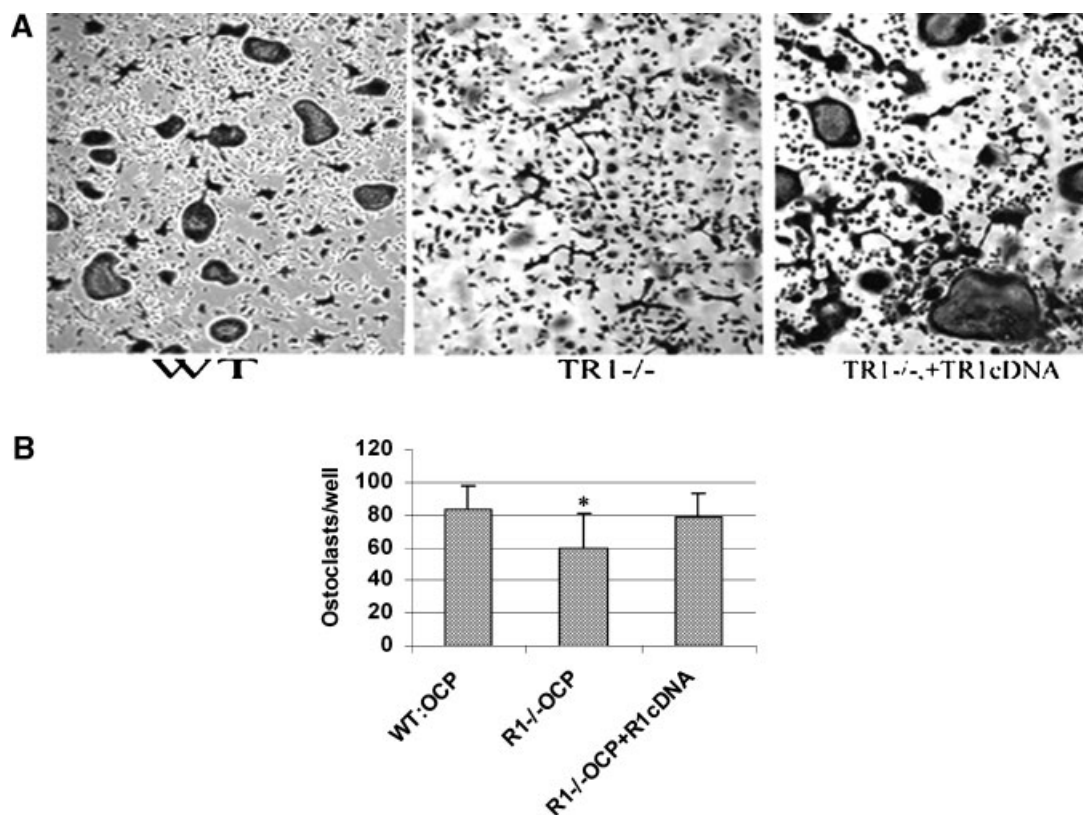 A
WT
TR1-/-
TR1-/-,+TR1cDNA
B
Ostoclasts/well
120
100
80
60
40
20
0
*
WT:OCP
R1-/-OCP
R1-/-OCP+R1cDNA